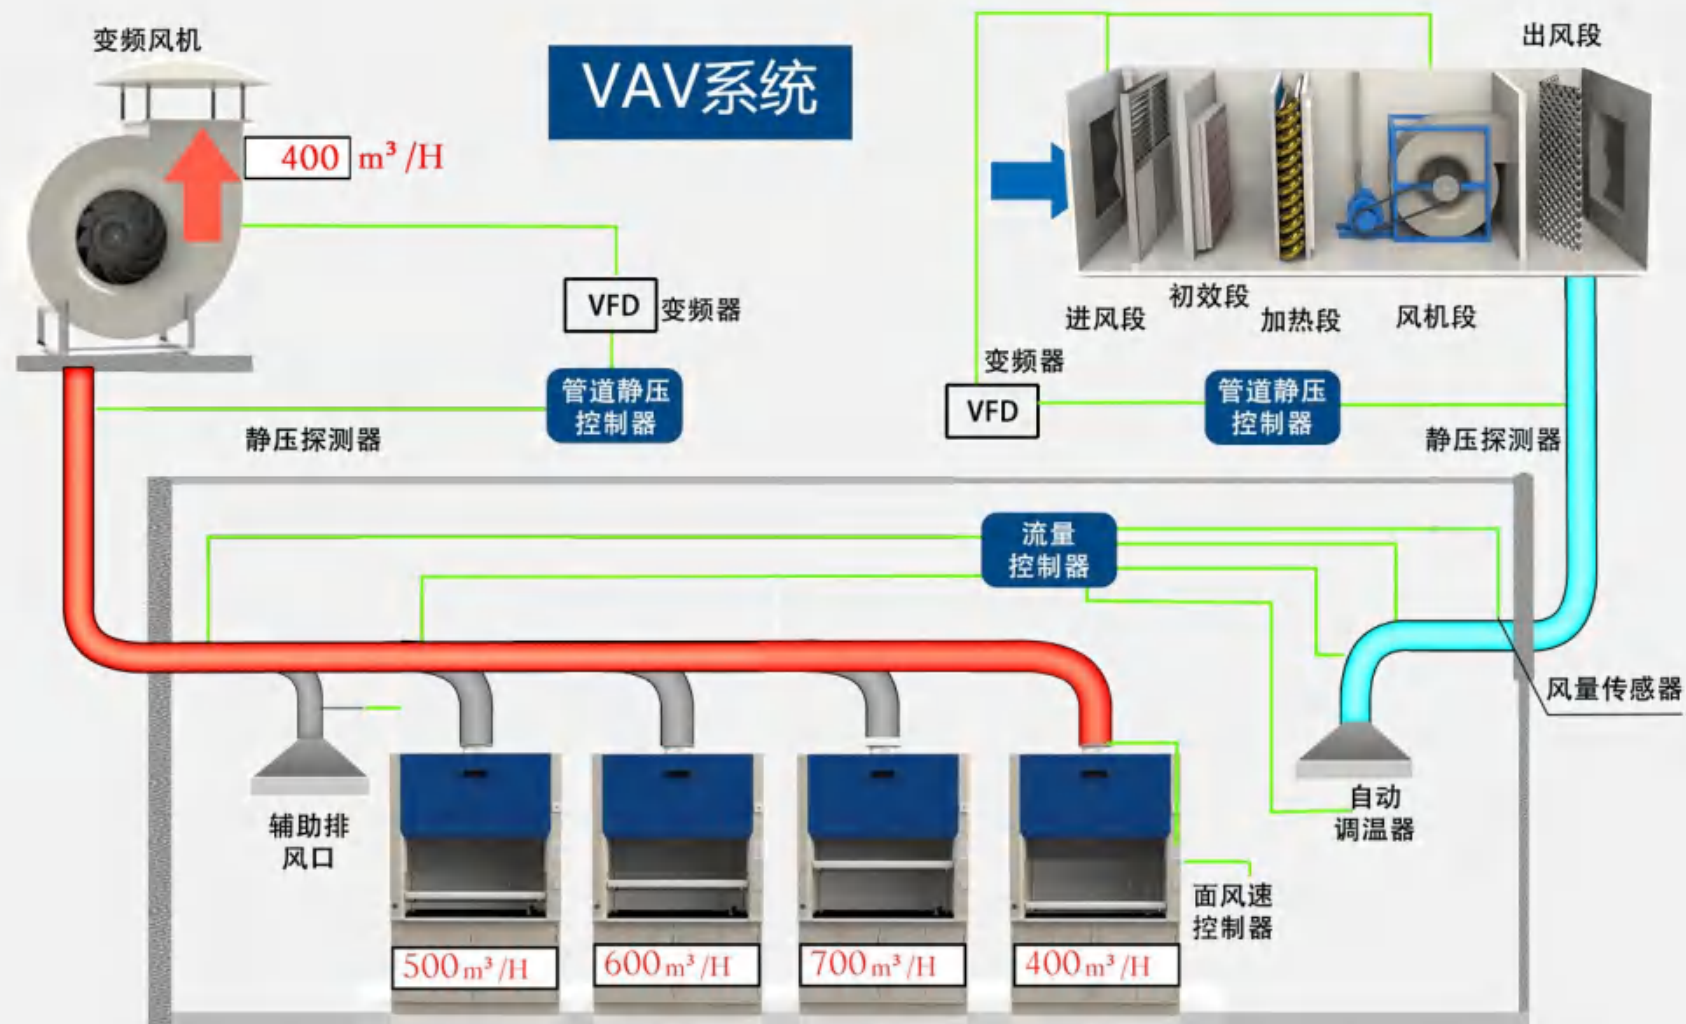 变频风机
VAV系统
出风段
400 m³/H
初效段
进风段
加热段
风机段
VFD
变频器
变频器
VFD
管道静压
控制器
管道静压
控制器
静压探测器
静压探测器
流量
控制器
风量传感器
自动
调温器
辅助排
风口
面风速
控制器
500m³/H
600m³/H
700m³/H
400m³/H